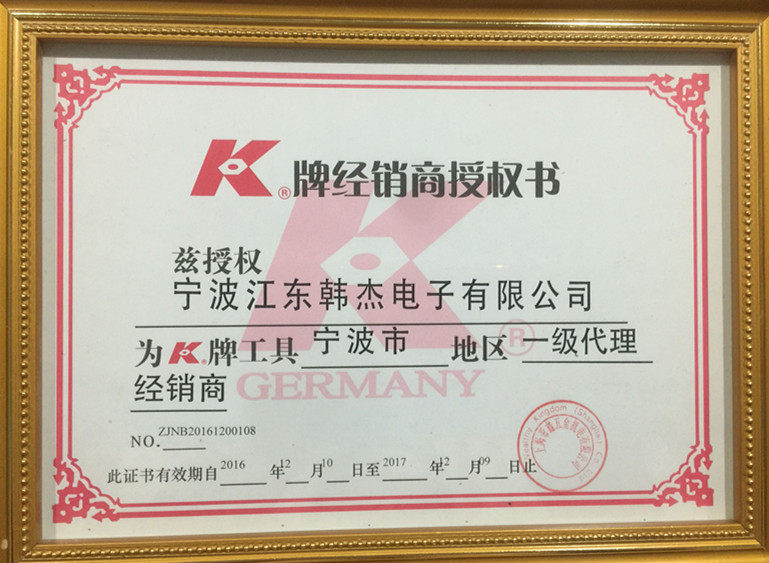 K®牌经销商授权书
兹授权
宁波江东韩杰电子有限公司
为K®牌工具 宁波市 地区 一级代理
经销商
GERMANY®
NO.ZJNB20161200108
此证书有效期自2016年12月10日至2017年12月09日止